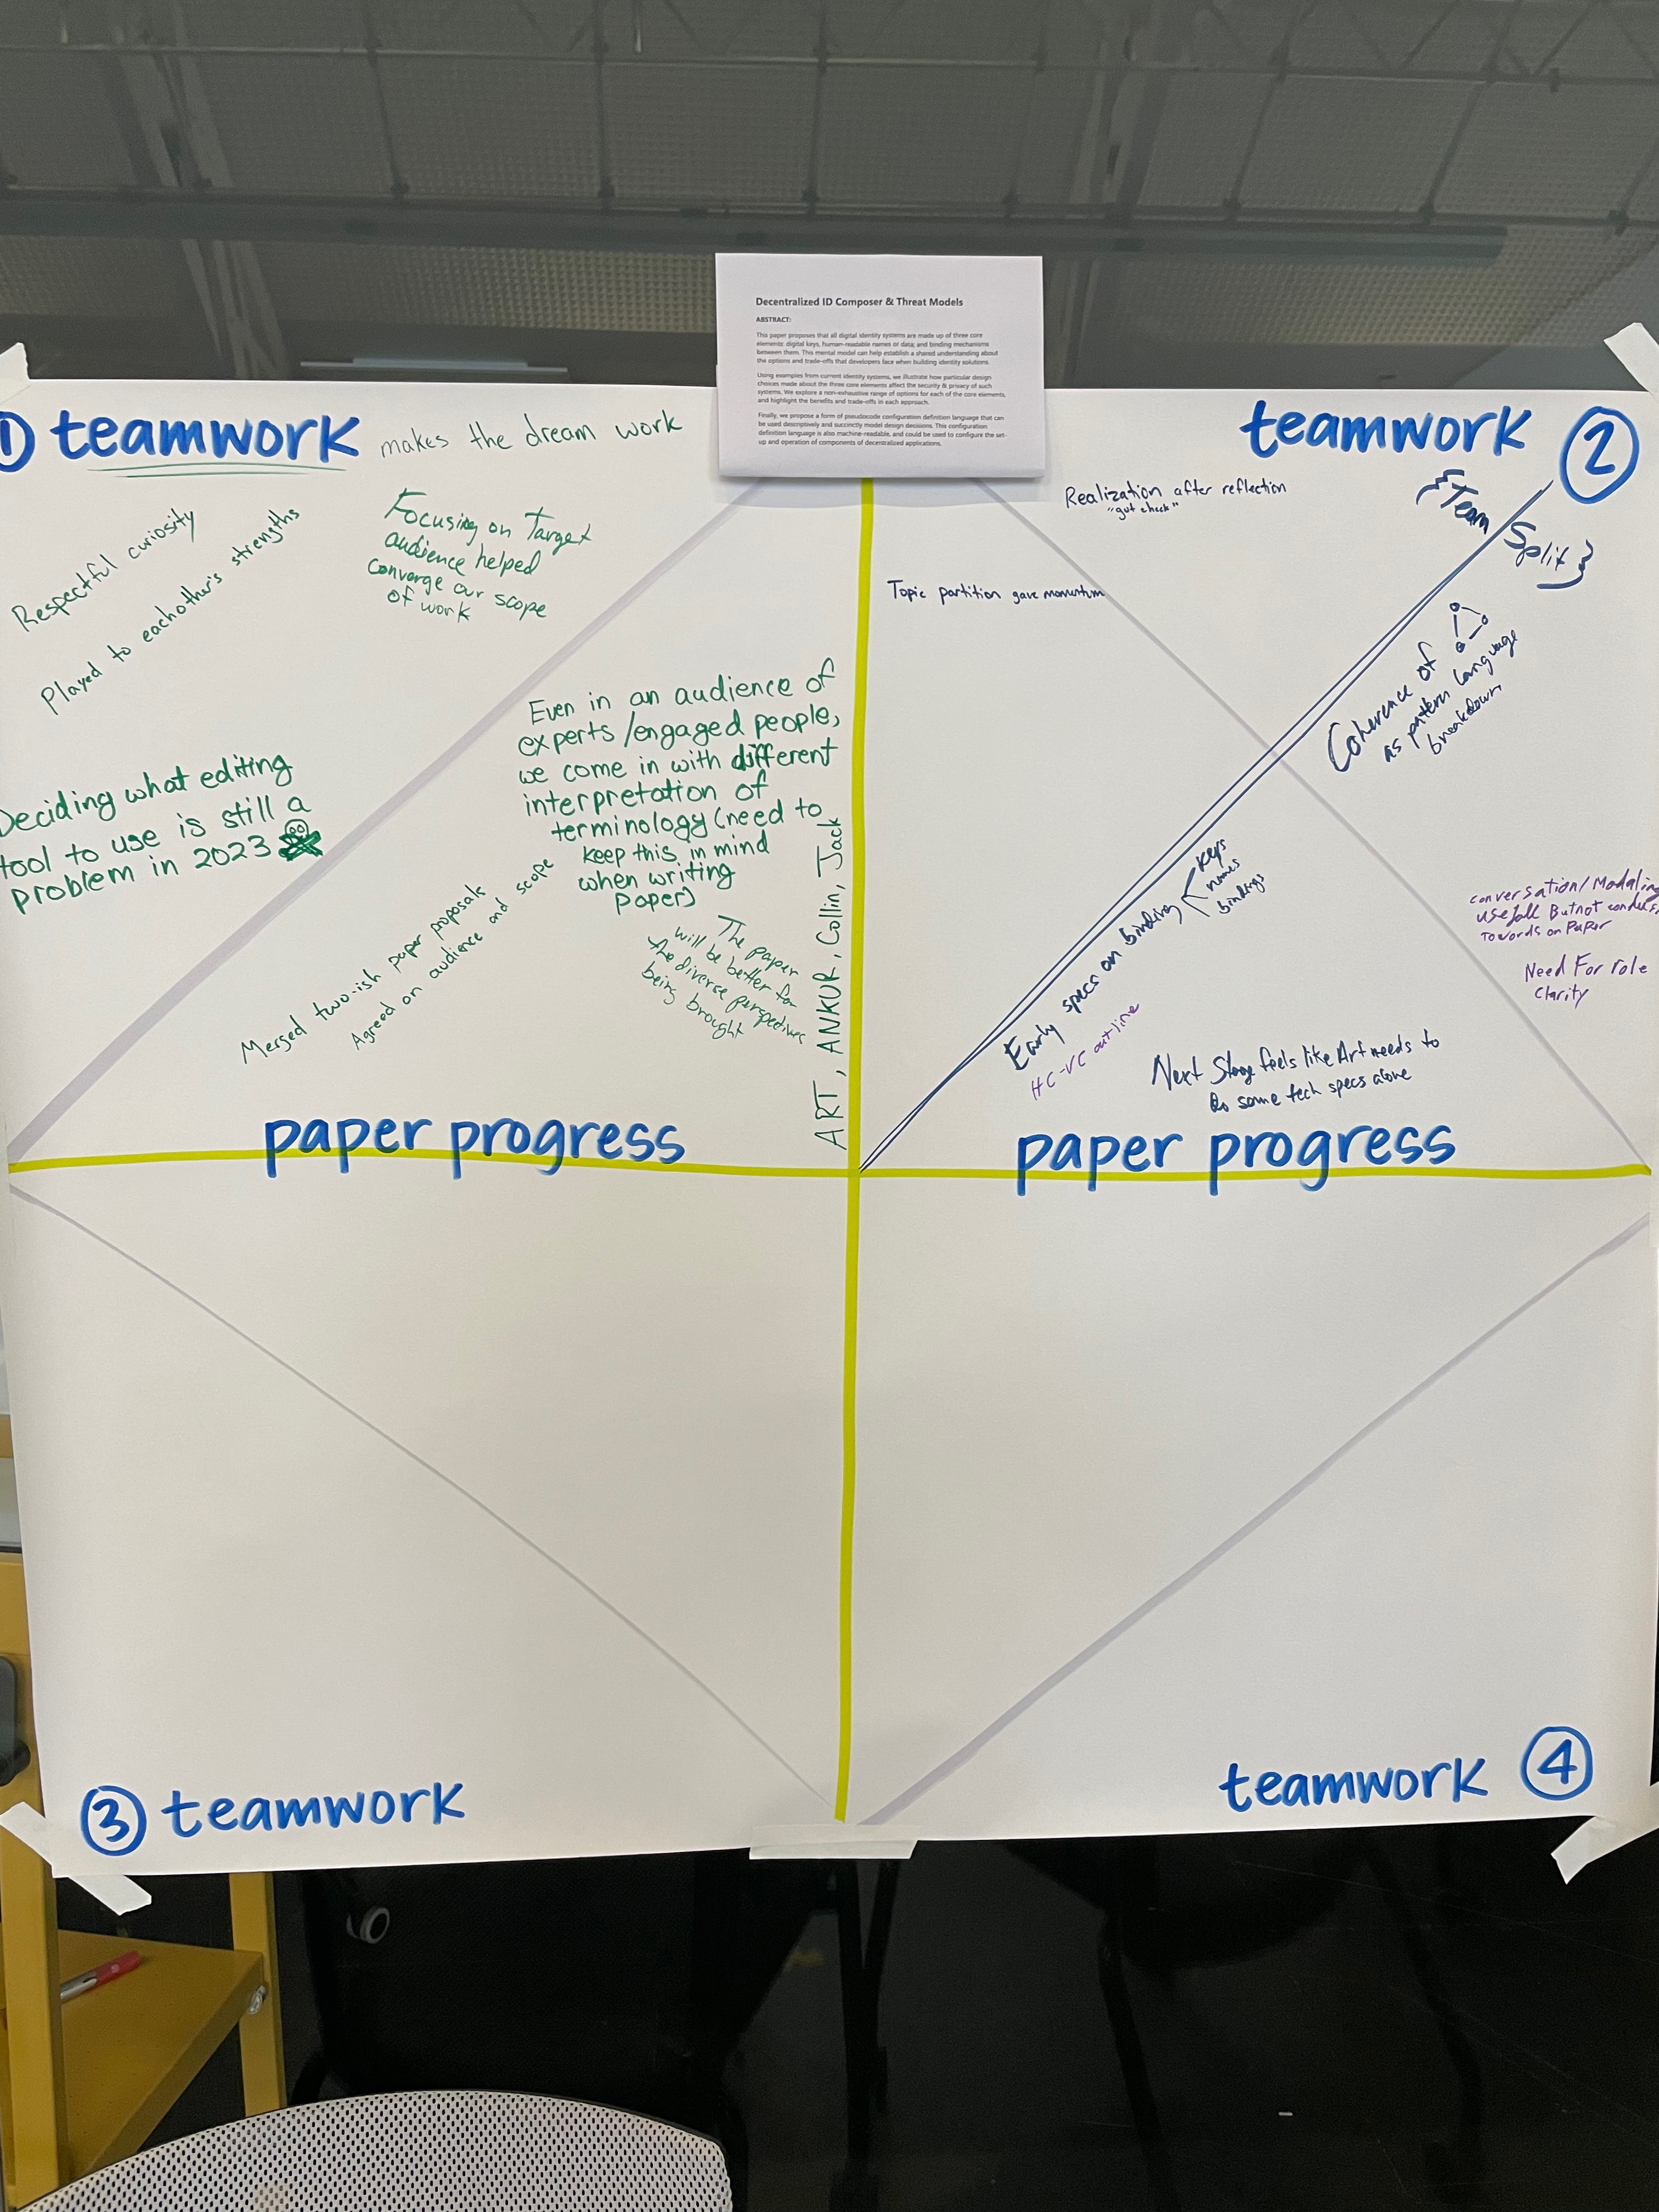 Decentralized ID Composer & Threat Models
ABSTRACT:
This paper proposes that all digital identity systems are made up of three core
elements: digital keys, human-readable names or data; and binding mechanisms
between them. This mental model can help establish a shared understanding about
the options and trade-offs that developers face when building identity solutions.
Using examples from current identity systems, we illustrate how particular design
choices made about the three core elements affect the security & privacy of such
systems. We explore a non-exhaustive range of options for each of the core elements,
and highlight the benefits and trade-offs in each approach.
Finally, we propose a form of pseudocode configuration definition language that can
be used descriptively and succinctly model design decisions. This configuration
definition language is also machine-readable, and could be used to configure the set-
up and operation of components of decentralized applications.
1 teamwork makes the dream work
Respectful curiosity
Played to eachother's strengths
Focusing on Target
audience helped
converge our scope
of work
Deciding what editing
tool to use is still a
problem in 2023
Even in an audience of
experts/engaged people,
we come in with different
interpretation of
terminology (need to
keep this in mind
when writing
paper)
Merged two-ish paper proposals
Agreed on audience and scope
The paper
will be better for
the diverse perspectives
being brought
ART, ANKUR, Collin, Jack
paper progress
teamwork 2
Realization after reflection
"gut check"
{Team
Split}
Topic partition gave momentum
Coherence of
as pattern language
breakdown
Early specs on binding
keys
names
bindings
HC-VC outline
conversation/Modaling
usefull But not
Towords on PaPer
Need For role
Clarity
Next Stage feels like Art needs to
do some tech specs alone
paper progress
3 teamwork
teamwork 4